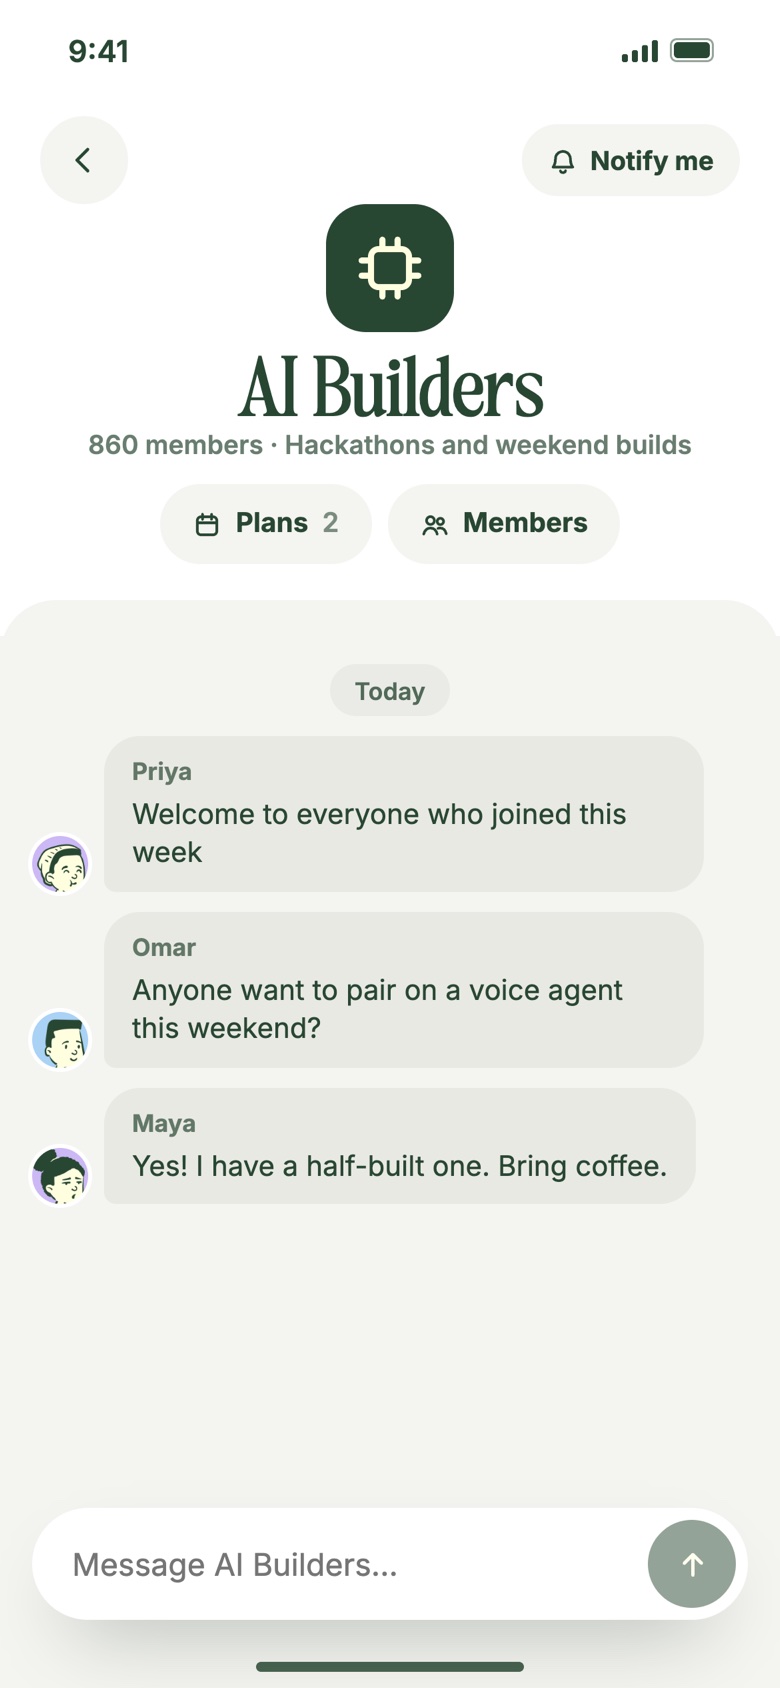 9:41
Notify me
AI Builders
860 members · Hackathons and weekend builds
Plans 2
Members
Today
Priya
Welcome to everyone who joined this
week
Omar
Anyone want to pair on a voice agent
this weekend?
Maya
Yes! I have a half-built one. Bring coffee.
Message AI Builders...